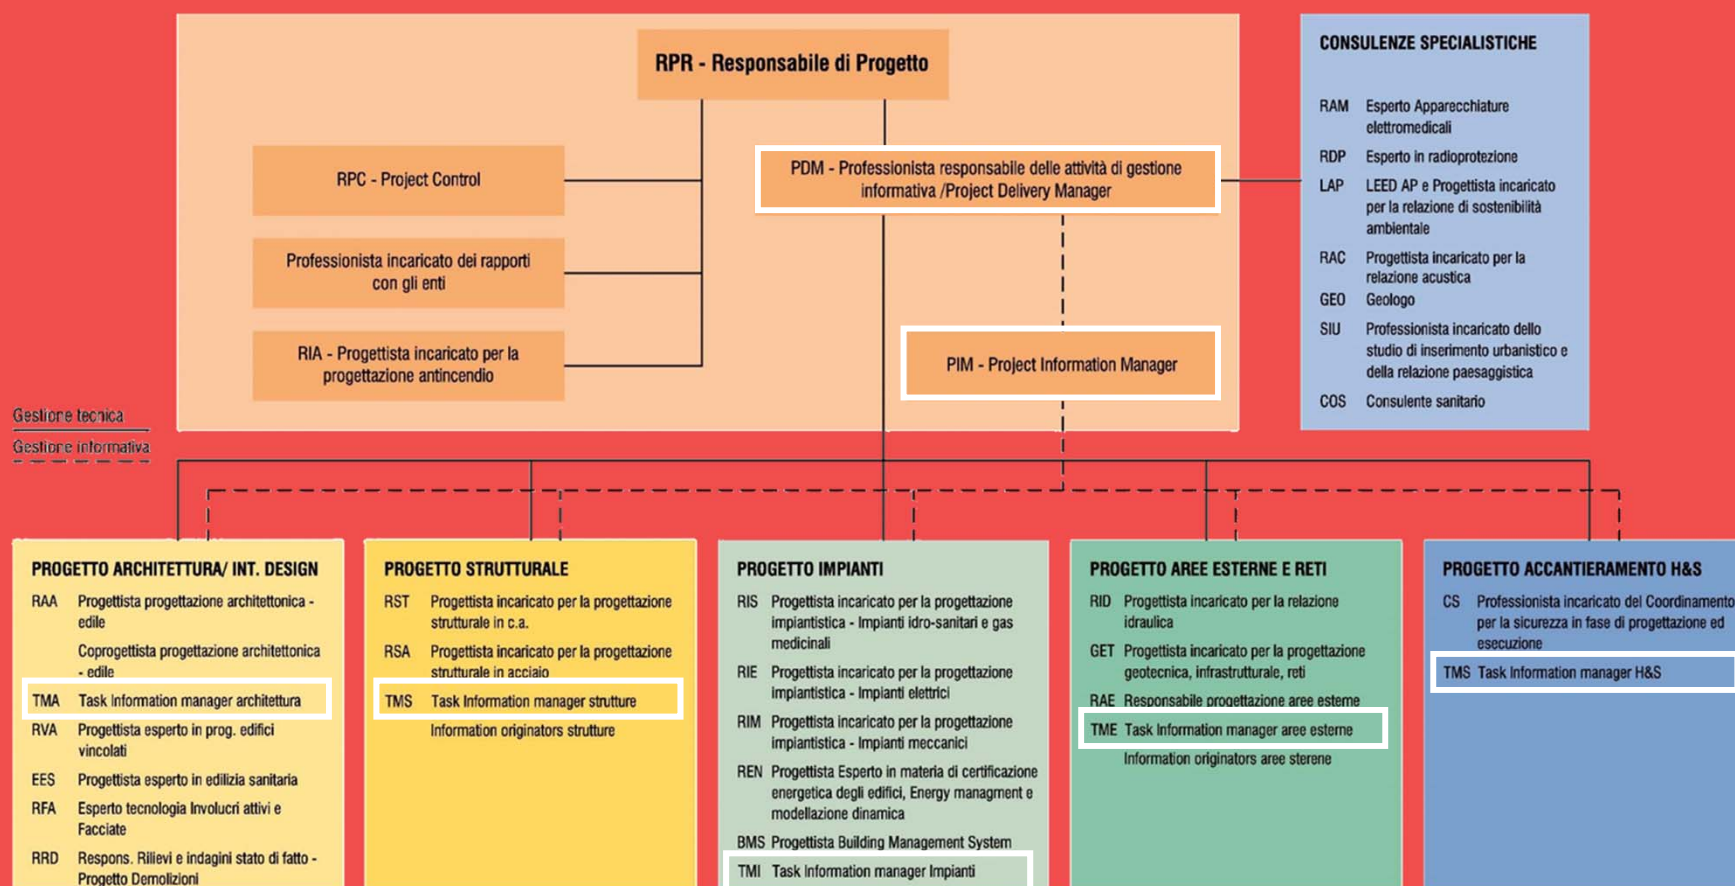 RPR - Responsabile di Progetto
RPC - Project Control
Professionista incaricato dei rapporti
con gli enti
RIA - Progettista incaricato per la
progettazione antincendio
PDM - Professionista responsabile delle attività di gestione
informativa /Project Delivery Manager
PIM - Project Information Manager
CONSULENZE SPECIALISTICHE
RAM Esperto Apparecchiature
elettromedicali
RDP Esperto in radioprotezione
LAP LEED AP e Progettista incaricato
per la relazione di sostenibilità
ambientale
RAC Progettista incaricato per la
relazione acustica
GEO Geologo
SIU Professionista incaricato dello
studio di inserimento urbanistico e
della relazione paesaggistica
COS Consulente sanitario
Gestione tecnica
Gestione informativa
PROGETTO ARCHITETTURA/ INT. DESIGN
RAA Progettista progettazione architettonica -
edile
Coprogettista progettazione architettonica
- edile
TMA Task Information manager architettura
RVA Progettista esperto in prog. edifici
vincolati
EES Progettista esperto in edilizia sanitaria
RFA Esperto tecnologia Involucri attivi e
Facciate
RRD Respons. Rilievi e indagini stato di fatto -
Progetto Demolizioni
PROGETTO STRUTTURALE
RST Progettista incaricato per la progettazione
strutturale in c.a.
RSA Progettista incaricato per la progettazione
strutturale in acciaio
TMS Task Information manager strutture
Information originators strutture
PROGETTO IMPIANTI
RIS Progettista incaricato per la progettazione
impiantistica - Impianti idro-sanitari e gas
medicinali
RIE Progettista incaricato per la progettazione
impiantistica - Impianti elettrici
RIM Progettista incaricato per la progettazione
impiantistica - Impianti meccanici
REN Progettista Esperto in materia di certificazione
energetica degli edifici, Energy managment e
modellazione dinamica
BMS Progettista Building Management System
TMI Task Information manager Impianti
PROGETTO AREE ESTERNE E RETI
RID Progettista incaricato per la relazione
idraulica
GET Progettista incaricato per la progettazione
geotecnica, infrastrutturale, reti
RAE Responsabile progettazione aree esterne
TME Task Information manager aree esterne
Information originators aree sterene
PROGETTO ACCANTIERAMENTO H&S
CS Professionista incaricato del Coordinamento
per la sicurezza in fase di progettazione ed
esecuzione
TMS Task Information manager H&S